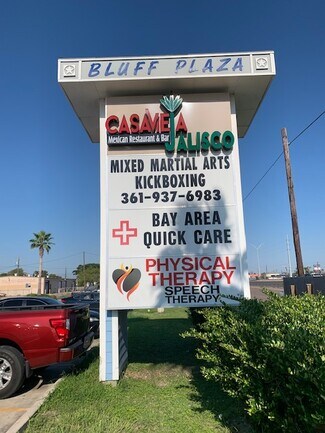 BLUFF PLAZA
CASA VIEJA
Mexican Restaurant & Bar
JALISCO
MIXED MARTIAL ARTS
KICKBOXING
361-937-6983
BAY AREA
QUICK CARE
PHYSICAL
THERAPY
SPEECH
THERAPY